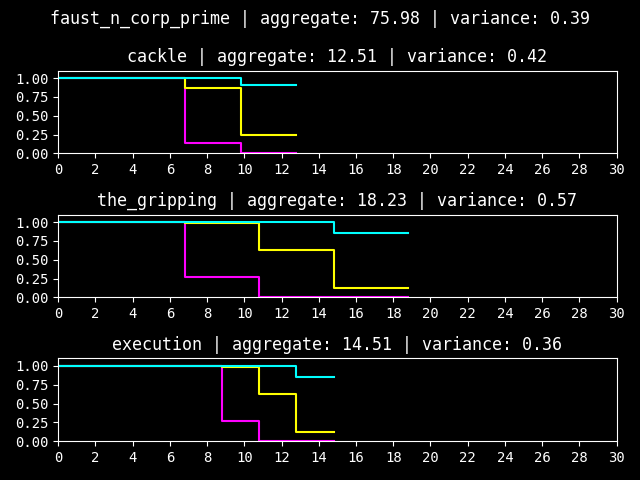 faust_n_corp_prime | aggregate: 75.98 | variance: 0.39
cackle | aggregate: 12.51 | variance: 0.42
1.00
0.75
0.50
0.25
0.00
0 2 4 6 8 10 12 14 16 18 20 22 24 26 28 30
the_gripping | aggregate: 18.23 | variance: 0.57
1.00
0.75
0.50
0.25
0.00
0 2 4 6 8 10 12 14 16 18 20 22 24 26 28 30
execution | aggregate: 14.51 | variance: 0.36
1.00
0.75
0.50
0.25
0.00
0 2 4 6 8 10 12 14 16 18 20 22 24 26 28 30